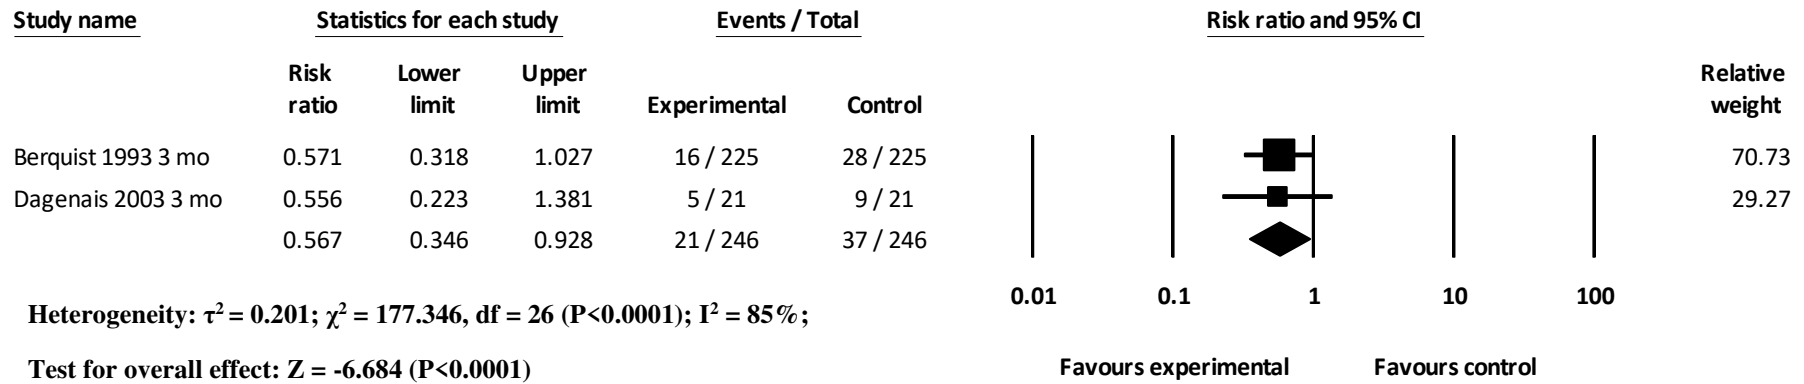 Study name Statistics for each study Events / Total Risk ratio and 95% CI
Risk Lower Upper Relative
ratio limit limit Experimental Control weight
Berquist 1993 3 mo 0.571 0.318 1.027 16 / 225 28 / 225 70.73
Dagenais 2003 3 mo 0.556 0.223 1.381 5 / 21 9 / 21 29.27
0.567 0.346 0.928 21 / 246 37 / 246
0.01 0.1 1 10 100
Heterogeneity: τ² = 0.201; χ² = 177.346, df = 26 (P<0.0001); I² = 85%;
Test for overall effect: Z = -6.684 (P<0.0001) Favours experimental Favours control